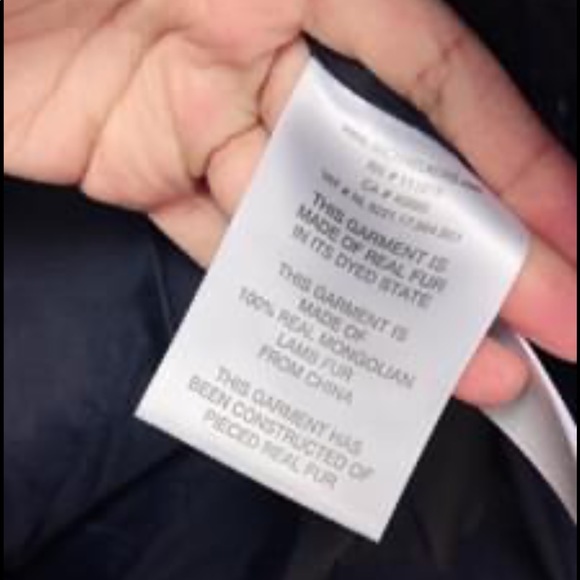 THIS GARMENT IS
MADE OF REAL FUR
IN ITS DYED STATE
THIS GARMENT IS
MADE OF
100% REAL MONGOLIAN
LAMB FUR
FROM CHINA
THIS GARMENT HAS
BEEN CONSTRUCTED OF
PIECED REAL FUR